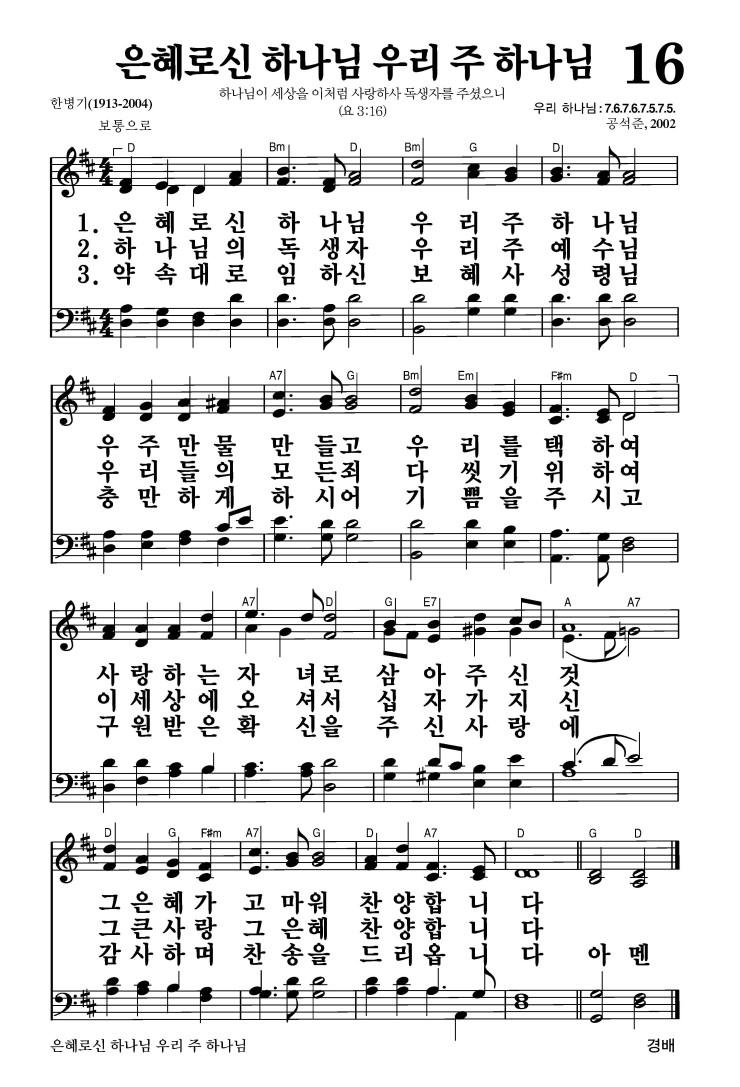 은혜로신 하나님 우리 주 하나님 16
하나님이 세상을 이처럼 사랑하사 독생자를 주셨으니
한병기(1913-2004)
(요 3:16)
우리 하나님 : 7.6.7.6.7.5.7.5.
보통으로
공석준, 2002
D Bm D Bm G D
1. 은 혜 로 신 하 나 님 우 리 주 하 나 님
2. 하 나 님 의 독 생 자 우 리 주 예 수 님
3. 약 속 대 로 임 하 신 보 혜 사 성 령 님
A7 G Bm Em F#m D
우 주 만 물 만 들 고 우 리 를 택 하 여
우 리 들 의 모 든 죄 다 씻 기 위 하 여
충 만 하 게 하 시 어 기 쁨 을 주 시 고
A7 D G E7 A A7
사 랑 하 는 자 녀 로 삼 아 주 신 것
이 세 상 에 오 셔 서 십 자 가 지 신
구 원 받 은 확 신 을 주 신 사 랑 에
D G F#m A7 G D A7 D G D
그 은 혜 가 고 마 워 찬 양 합 니 다
그 큰 사 랑 그 은 혜 찬 양 합 니 다
감 사 하 며 찬 송 을 드 리 옵 니 다 아 멘
은혜로신 하나님 우리 주 하나님
경배